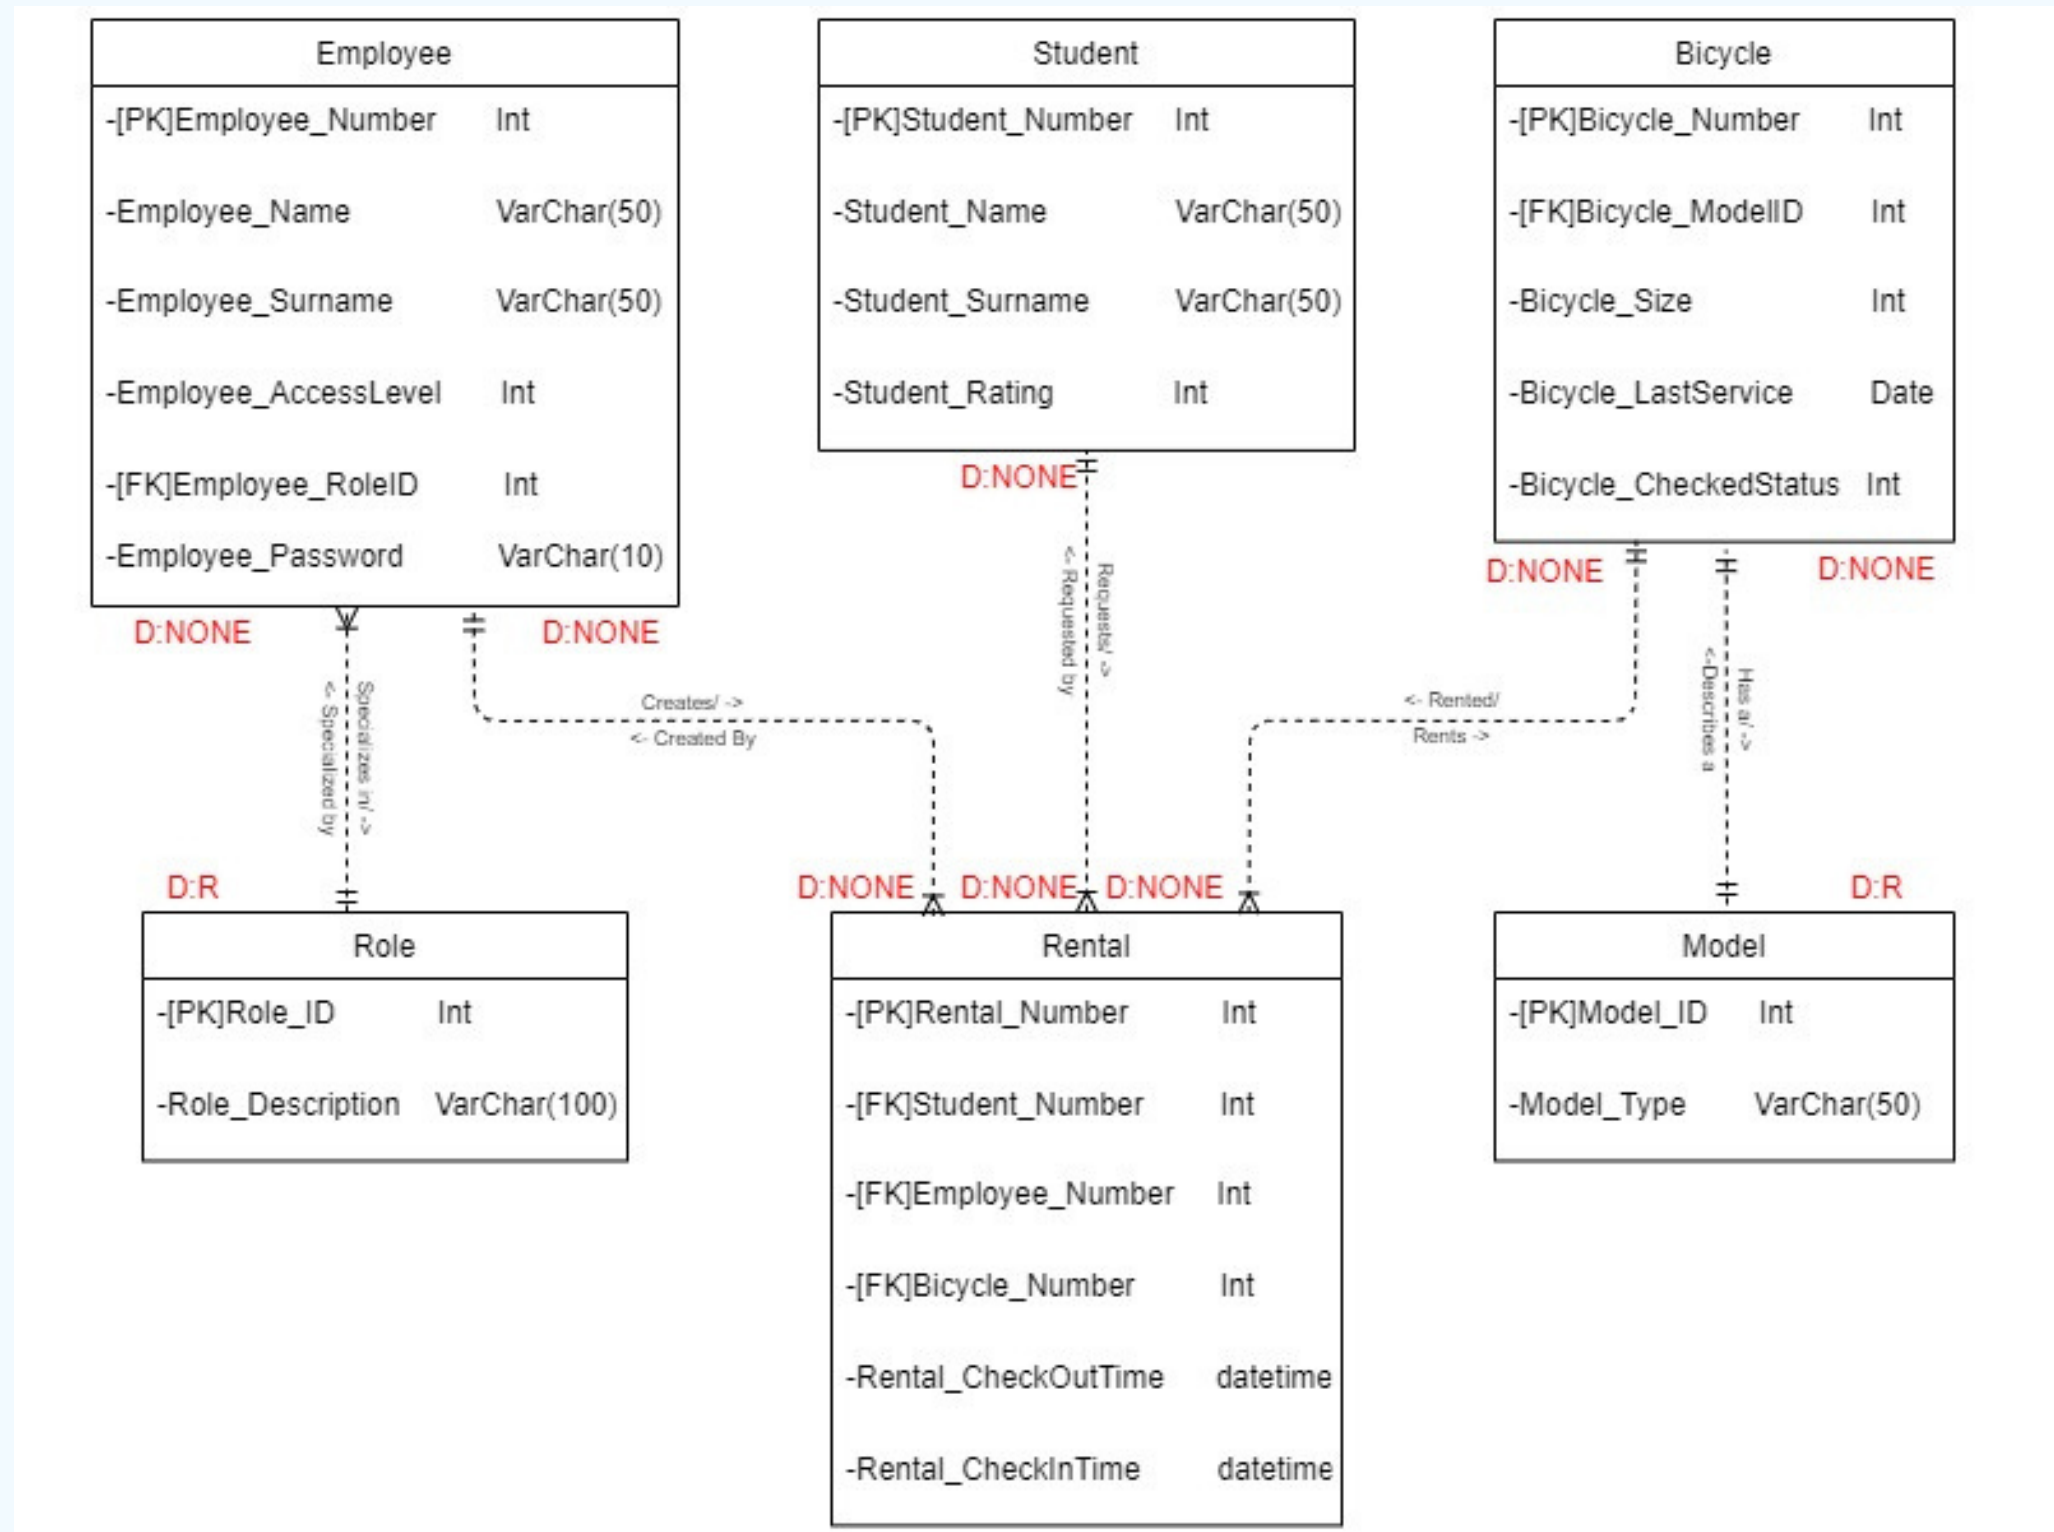 Employee
-[PK]Employee_Number Int
-Employee_Name VarChar(50)
-Employee_Surname VarChar(50)
-Employee_AccessLevel Int
-[FK]Employee_RoleID Int
-Employee_Password VarChar(10)
Student
-[PK]Student_Number Int
-Student_Name VarChar(50)
-Student_Surname VarChar(50)
-Student_Rating Int
Bicycle
-[PK]Bicycle_Number Int
-[FK]Bicycle_ModelID Int
-Bicycle_Size Int
-Bicycle_LastService Date
-Bicycle_CheckedStatus Int
D:NONE
D:NONE
D:NONE
D:NONE
D:NONE
Specializes in/ ->
<- Specialized by
Creates/ ->
<- Created By
Requests/ ->
<- Requested by
<- Rented/
Rents ->
Has a/ ->
<-Describes a
D:R
D:NONE
D:NONE
D:NONE
D:R
Role
-[PK]Role_ID Int
-Role_Description VarChar(100)
Rental
-[PK]Rental_Number Int
-[FK]Student_Number Int
-[FK]Employee_Number Int
-[FK]Bicycle_Number Int
-Rental_CheckOutTime datetime
-Rental_CheckInTime datetime
Model
-[PK]Model_ID Int
-Model_Type VarChar(50)